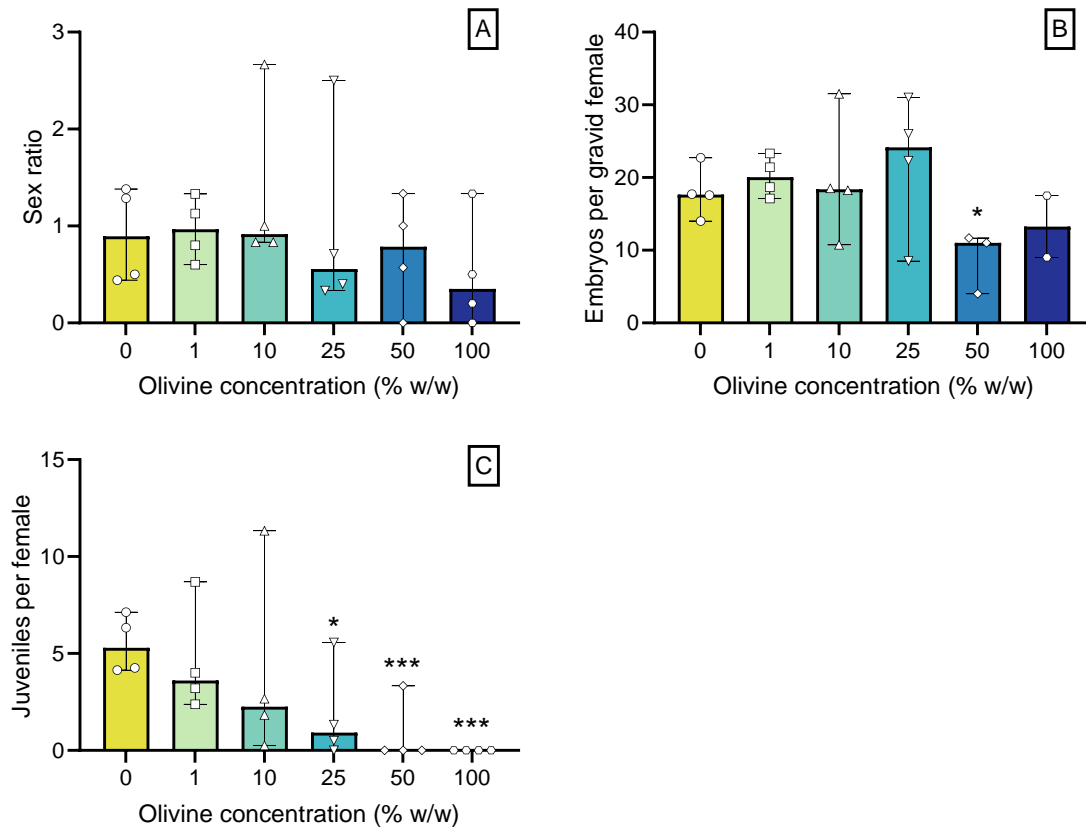 A
Sex ratio
3
2
1
0
0 1 10 25 50 100
Olivine concentration (% w/w)
B
Embryos per gravid female
40
30
20
10
0
*
0 1 10 25 50 100
Olivine concentration (% w/w)
C
Juveniles per female
15
10
5
0
*
***
***
0 1 10 25 50 100
Olivine concentration (% w/w)